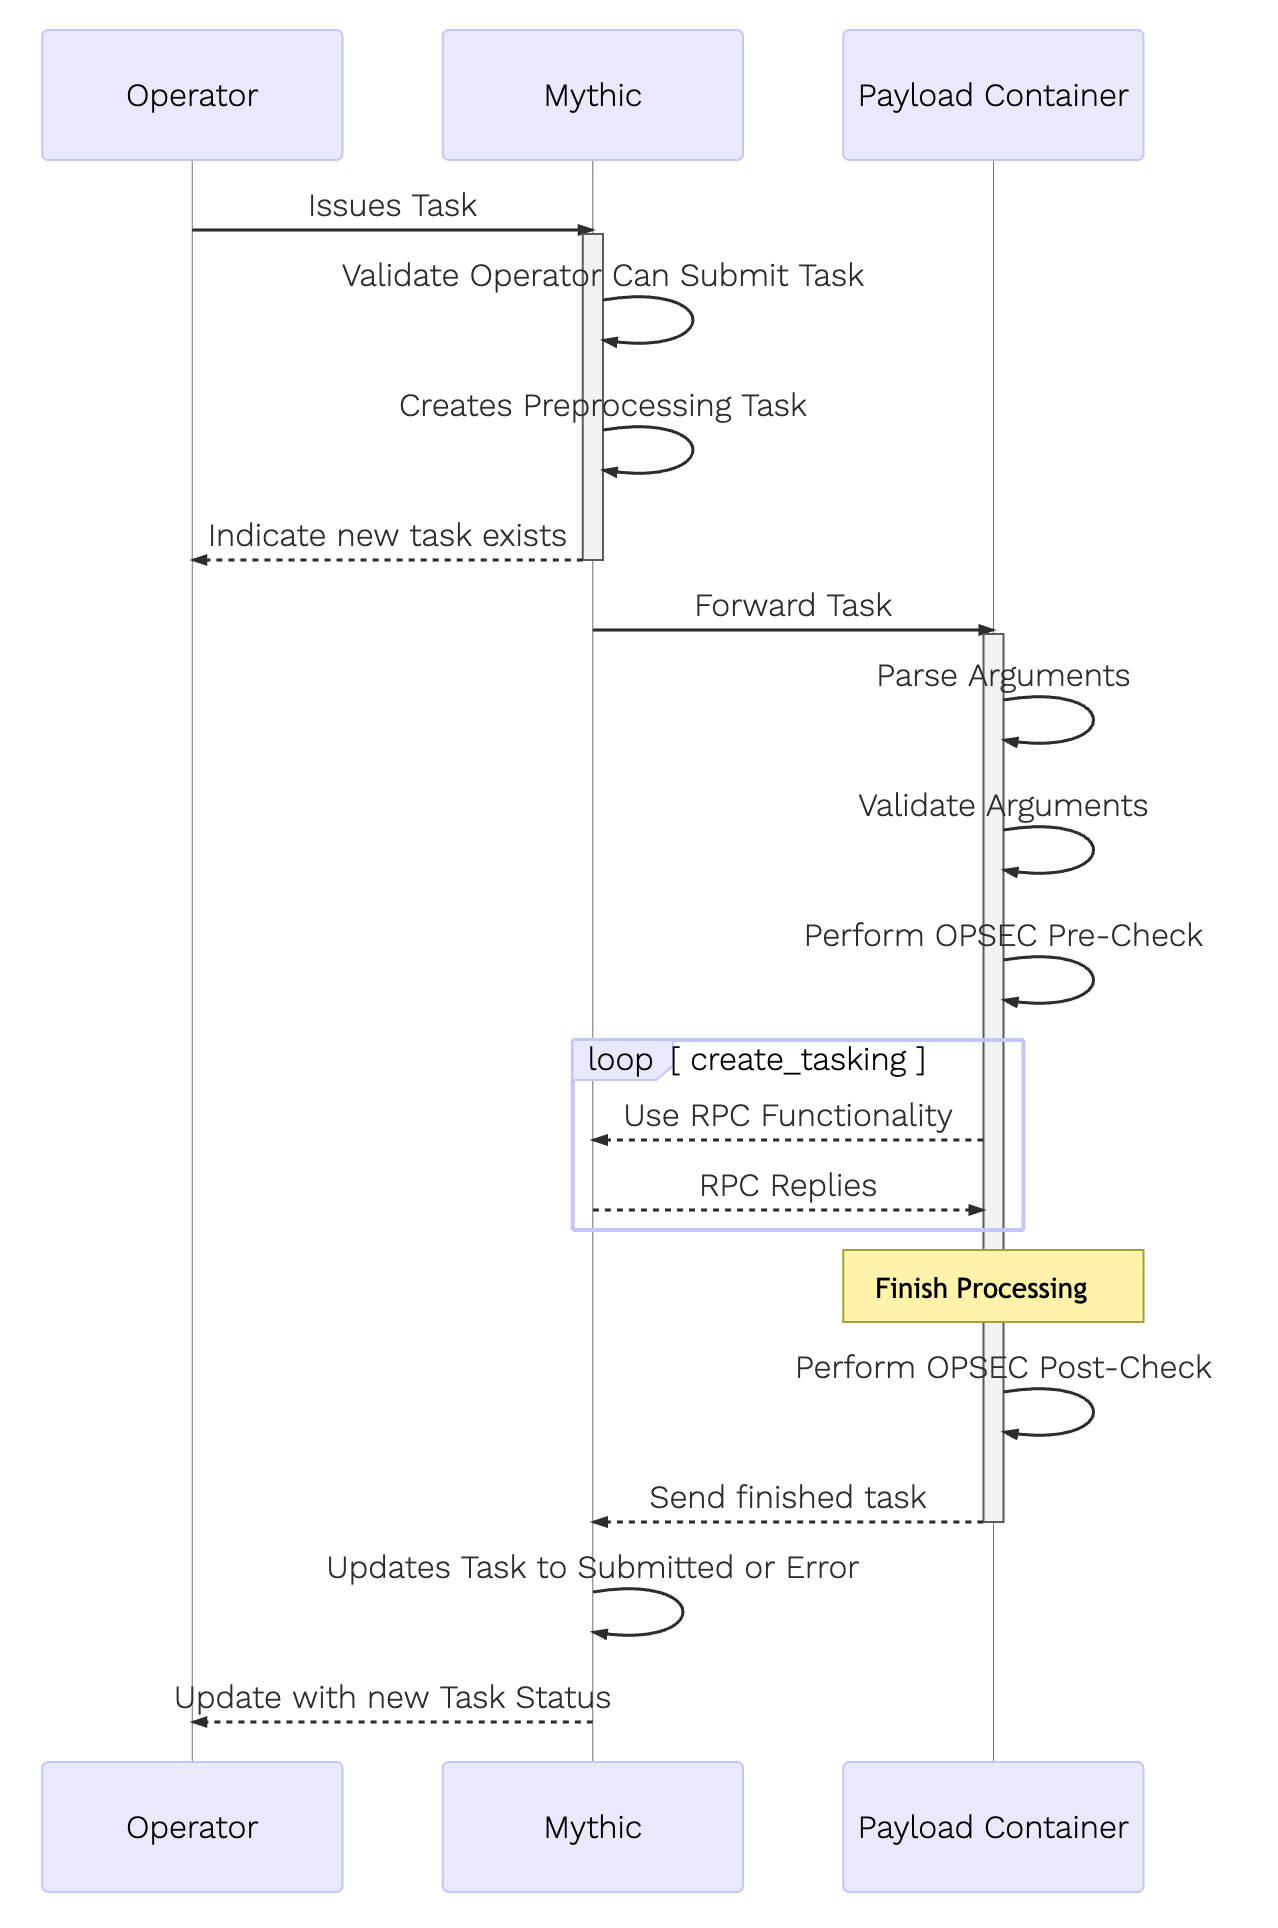 Operator
Mythic
Payload Container
Issues Task
Validate Operator Can Submit Task
Creates Preprocessing Task
Indicate new task exists
Forward Task
Parse Arguments
Validate Arguments
Perform OPSEC Pre-Check
loop [ create_tasking ]
Use RPC Functionality
RPC Replies
Finish Processing
Perform OPSEC Post-Check
Send finished task
Updates Task to Submitted or Error
Update with new Task Status
Operator
Mythic
Payload Container